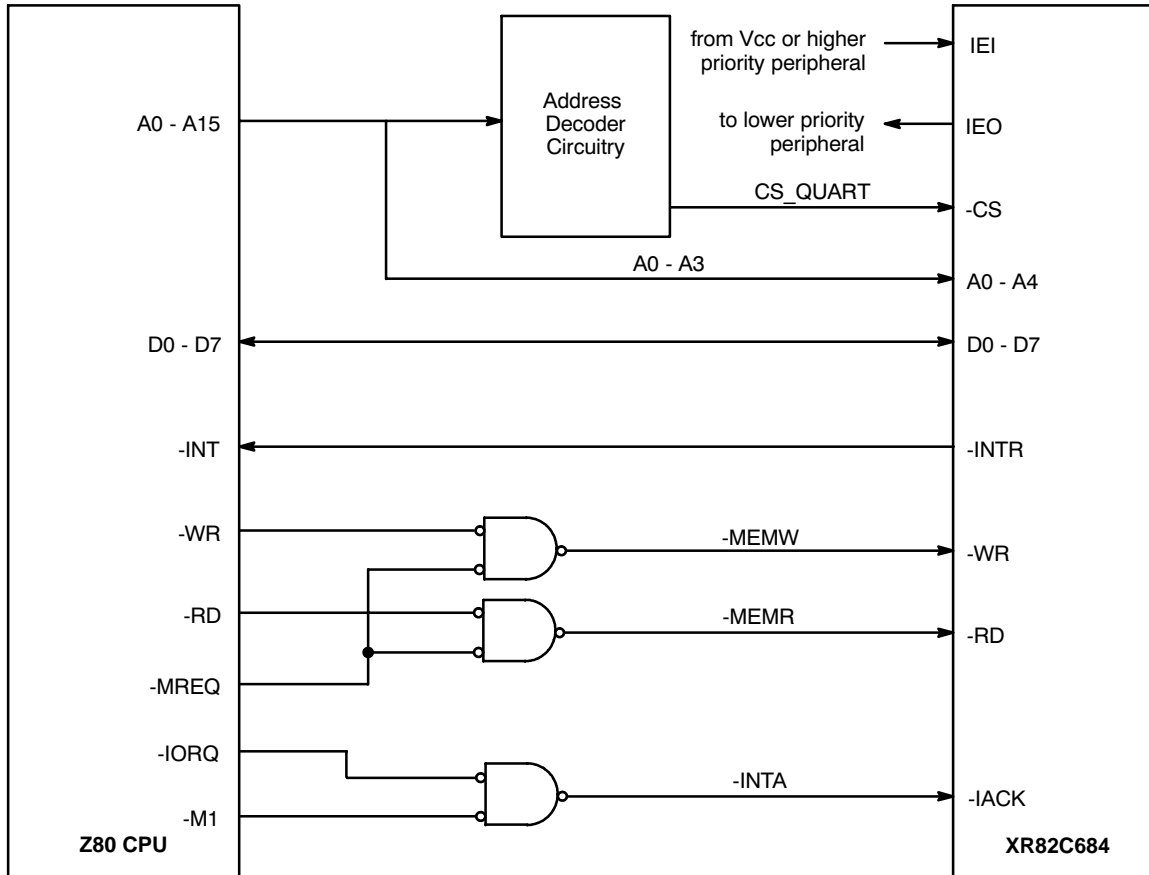 from Vcc or higher
priority peripheral
IEI
A0 - A15
Address
Decoder
Circuitry
to lower priority
peripheral
IEO
CS_QUART
-CS
A0 - A3
A0 - A4
D0 - D7
D0 - D7
-INT
-INTR
-WR
-MEMW
-WR
-RD
-MEMR
-RD
-MREQ
-IORQ
-INTA
-IACK
-M1
Z80 CPU
XR82C684